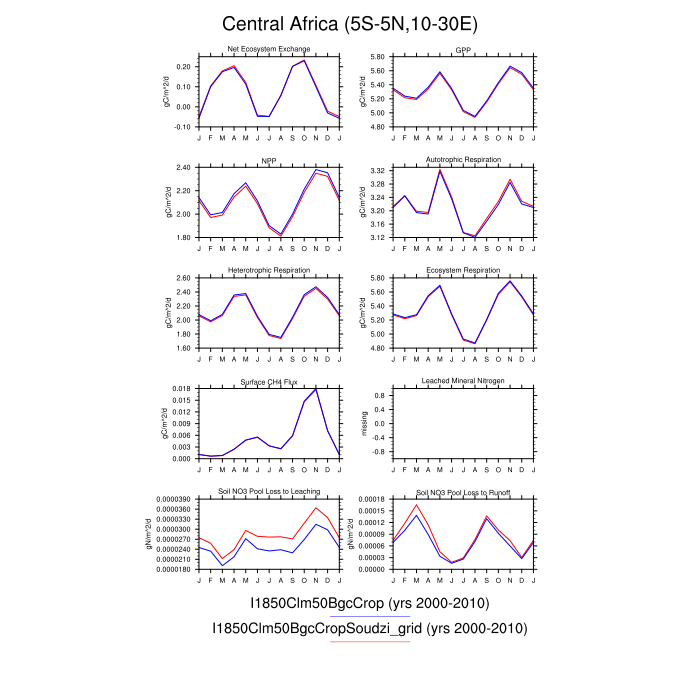 Central Africa (5S-5N,10-30E)
Net Ecosystem Exchange
gC/m^2/d
0.20
0.10
0.00
-0.10
J F M A M J J A S O N D J
GPP
gC/m^2/d
5.80
5.60
5.40
5.20
5.00
4.80
J F M A M J J A S O N D J
NPP
gC/m^2/d
2.40
2.20
2.00
1.80
J F M A M J J A S O N D J
Autotrophic Respiration
gC/m^2/d
3.32
3.28
3.24
3.20
3.16
3.12
J F M A M J J A S O N D J
Heterotrophic Respiration
gC/m^2/d
2.60
2.40
2.20
2.00
1.80
1.60
J F M A M J J A S O N D J
Ecosystem Respiration
gC/m^2/d
5.80
5.60
5.40
5.20
5.00
4.80
J F M A M J J A S O N D J
Surface CH4 Flux
gC/m^2/d
0.018
0.015
0.012
0.009
0.006
0.003
0.000
J F M A M J J A S O N D J
Leached Mineral Nitrogen
missing
0.8
0.4
-0.0
-0.4
-0.8
J F M A M J J A S O N D J
Soil NO3 Pool Loss to Leaching
gN/m^2/d
0.0000390
0.0000360
0.0000330
0.0000300
0.0000270
0.0000240
0.0000210
0.0000180
J F M A M J J A S O N D J
Soil NO3 Pool Loss to Runoff
gN/m^2/d
0.00018
0.00015
0.00012
0.00009
0.00006
0.00003
0.00000
J F M A M J J A S O N D J
I1850Clm50BgcCrop (yrs 2000-2010)
I1850Clm50BgcCropSoudzi_grid (yrs 2000-2010)